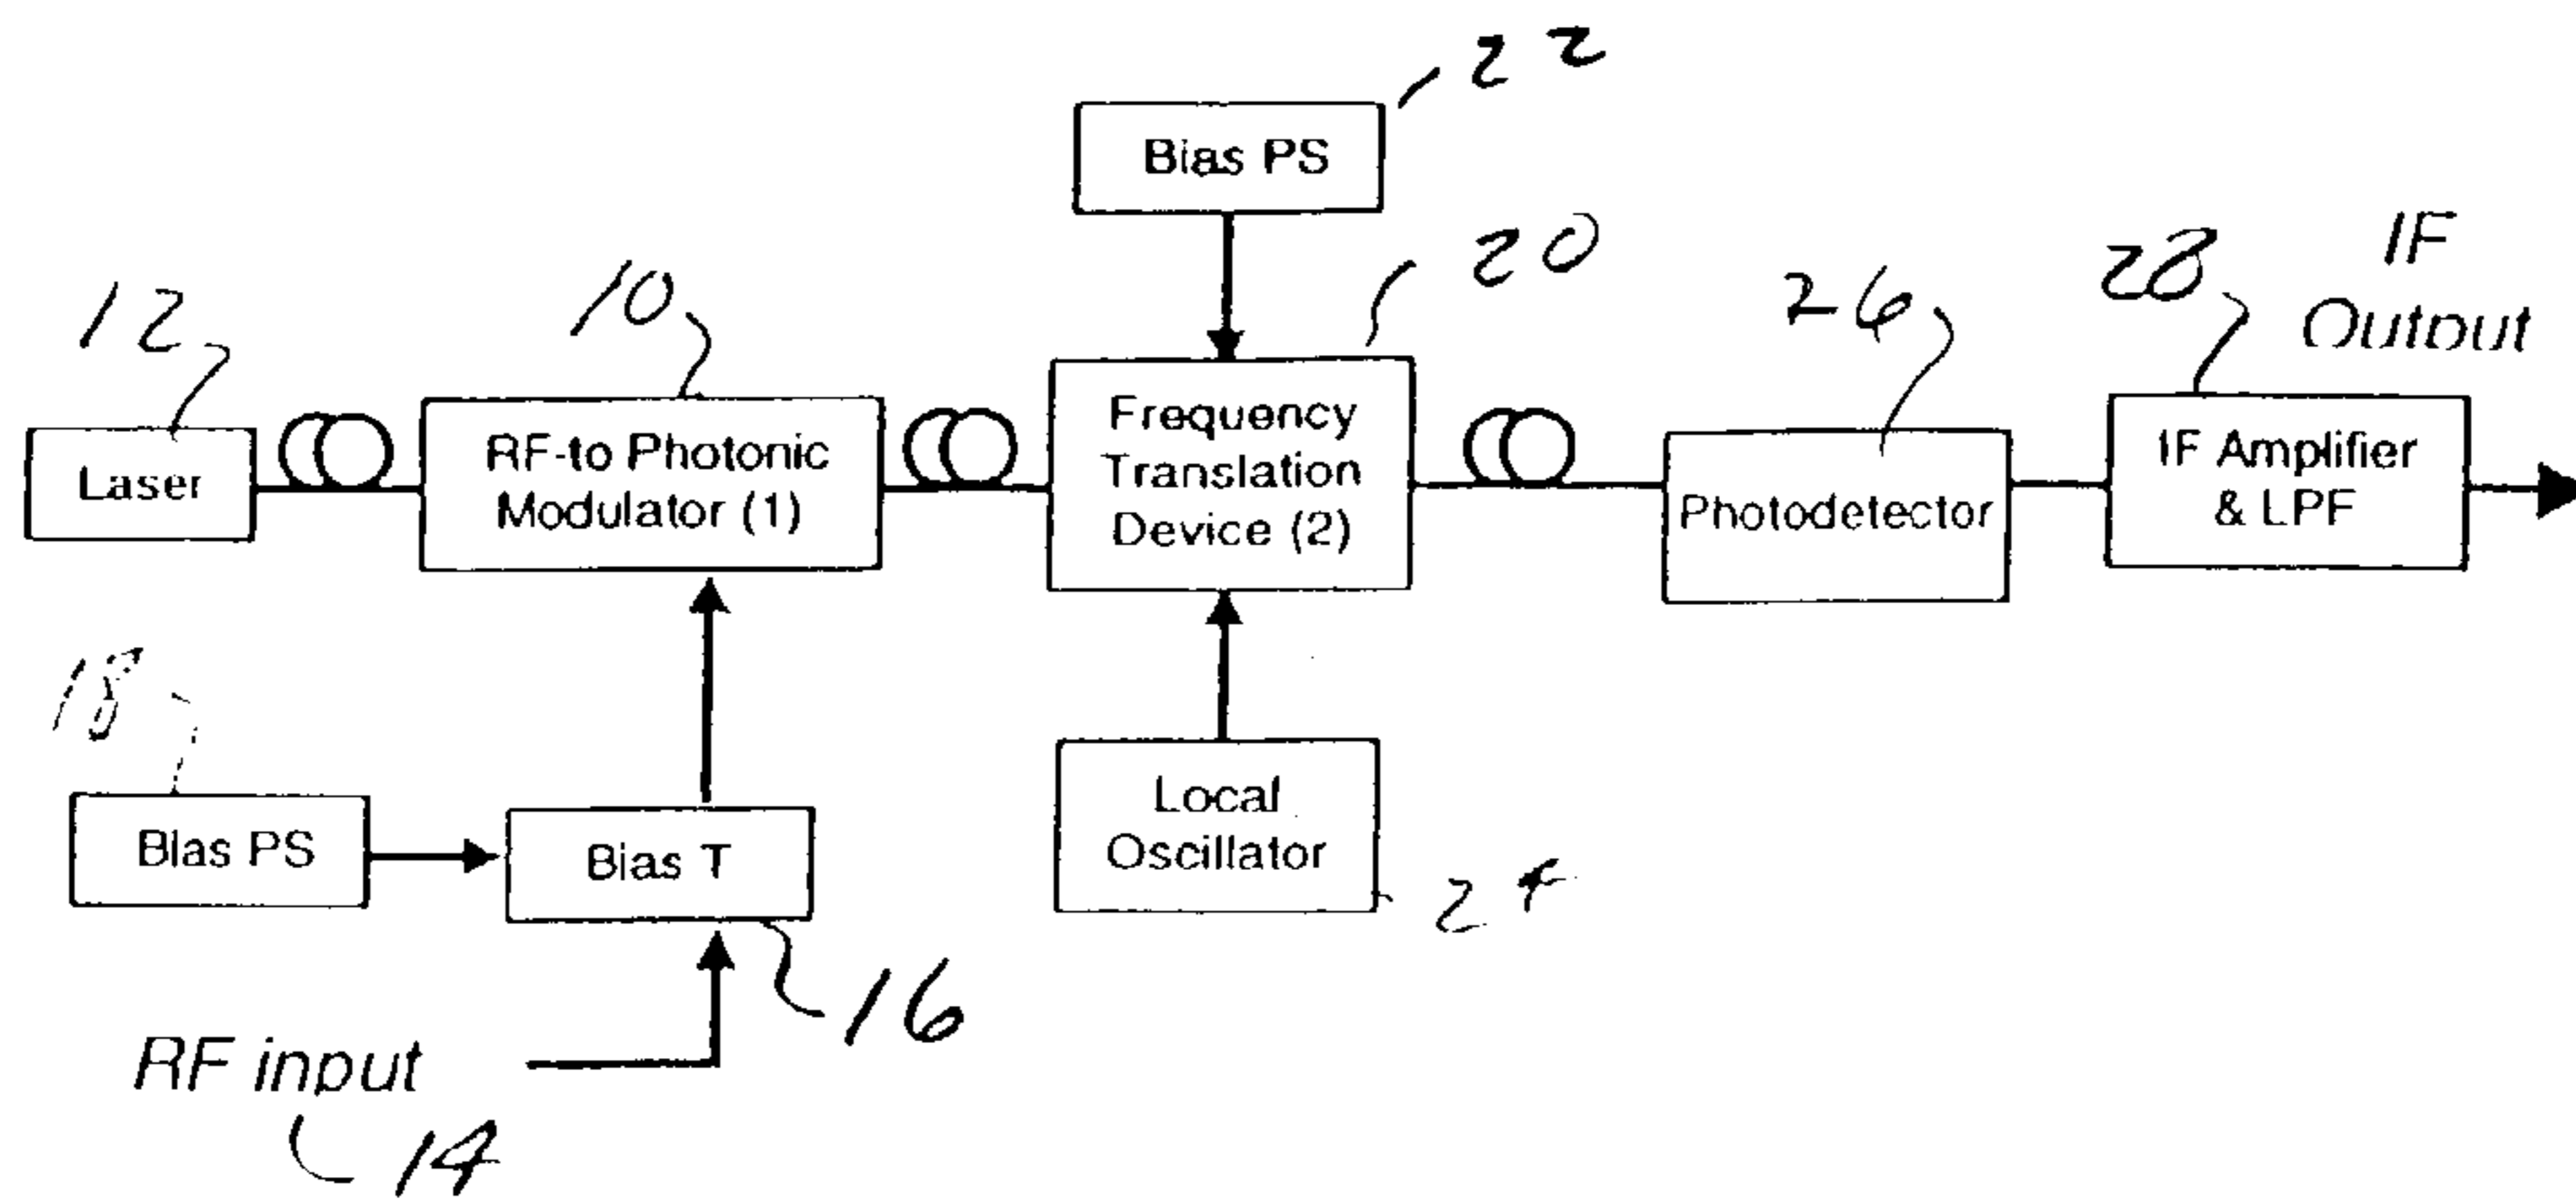 22
Bias PS
20
28
IF
Output
26
10
12
Laser
RF-to Photonic
Modulator (1)
Frequency
Translation
Device (2)
Photodetector
IF Amplifier
& LPF
18
Bias PS
Bias T
Local
Oscillator
24
16
RF input
14